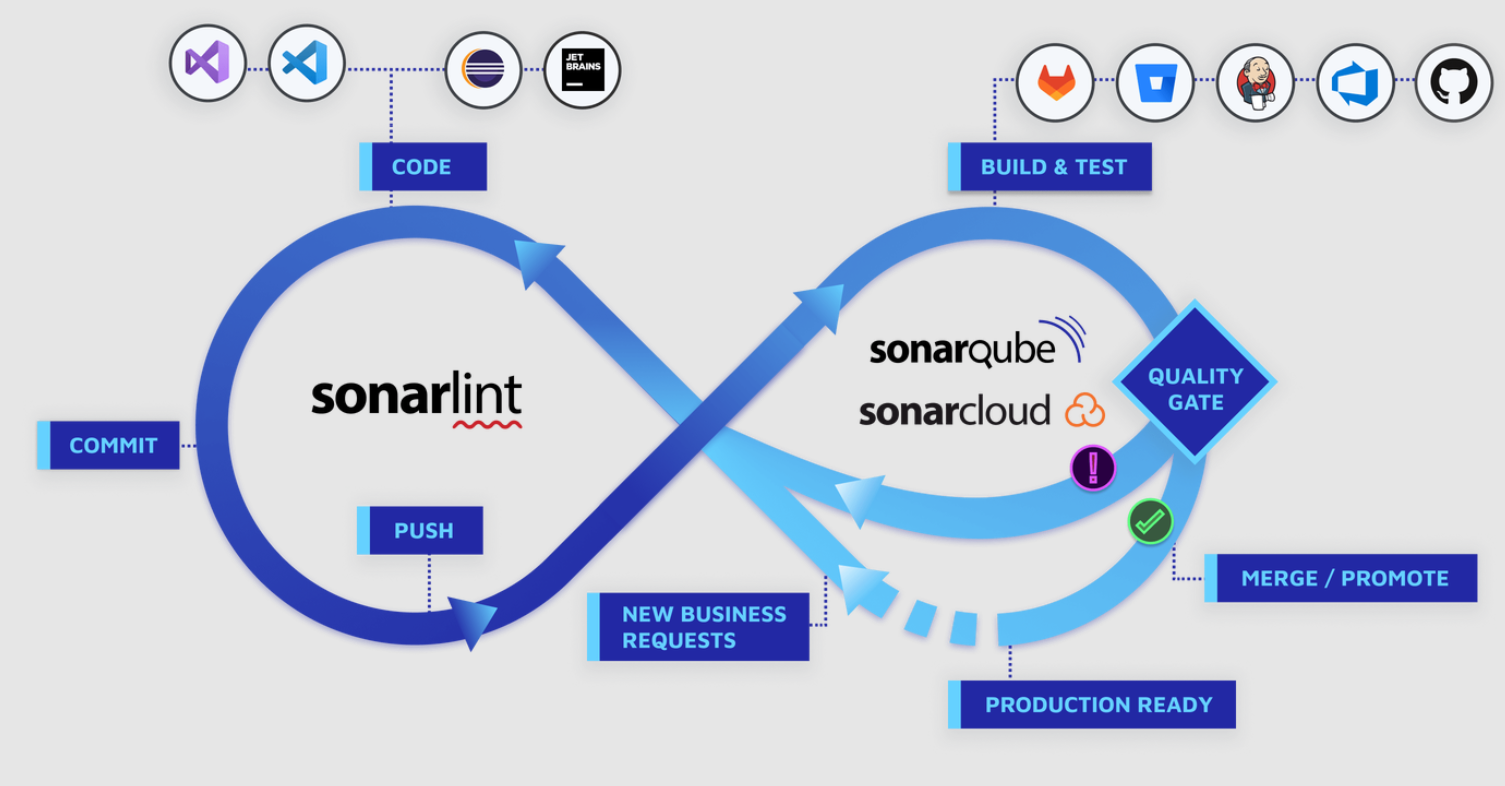 JET
BRAINS
CODE
BUILD & TEST
sonarqube
QUALITY
GATE
sonarlint
sonarcloud
COMMIT
PUSH
MERGE / PROMOTE
NEW BUSINESS
REQUESTS
PRODUCTION READY